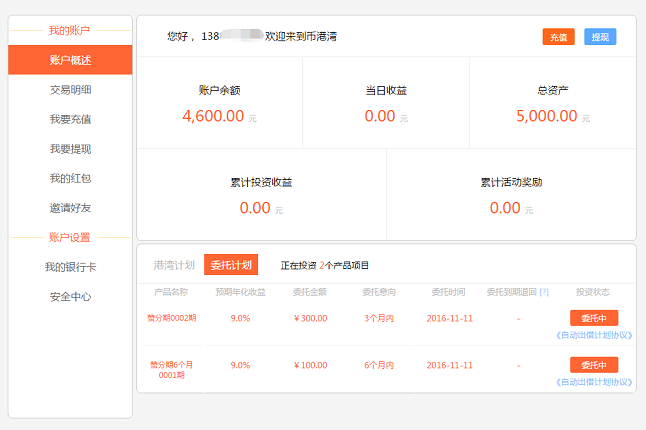 我的账户
账户概述
交易明细
我要充值
我要提现
我的红包
邀请好友
账户设置
我的银行卡
安全中心
您好， 138 欢迎来到币港湾
充值 提现
账户余额 当日收益 总资产
4,600.00 元 0.00 元 5,000.00 元
累计投资收益 累计活动奖励
0.00 元 0.00 元
港湾计划 委托计划 正在投资 2个产品项目
产品名称 预期年化收益 委托金额 委托意向 委托时间 委托到期退回 [?] 投资状态
赞分期0002期 9.0% ￥300.00 3个月内 2016-11-11 - 委托中
《自动出借计划协议》
赞分期6个月 9.0% ￥100.00 6个月内 2016-11-11 - 委托中
0001期 《自动出借计划协议》